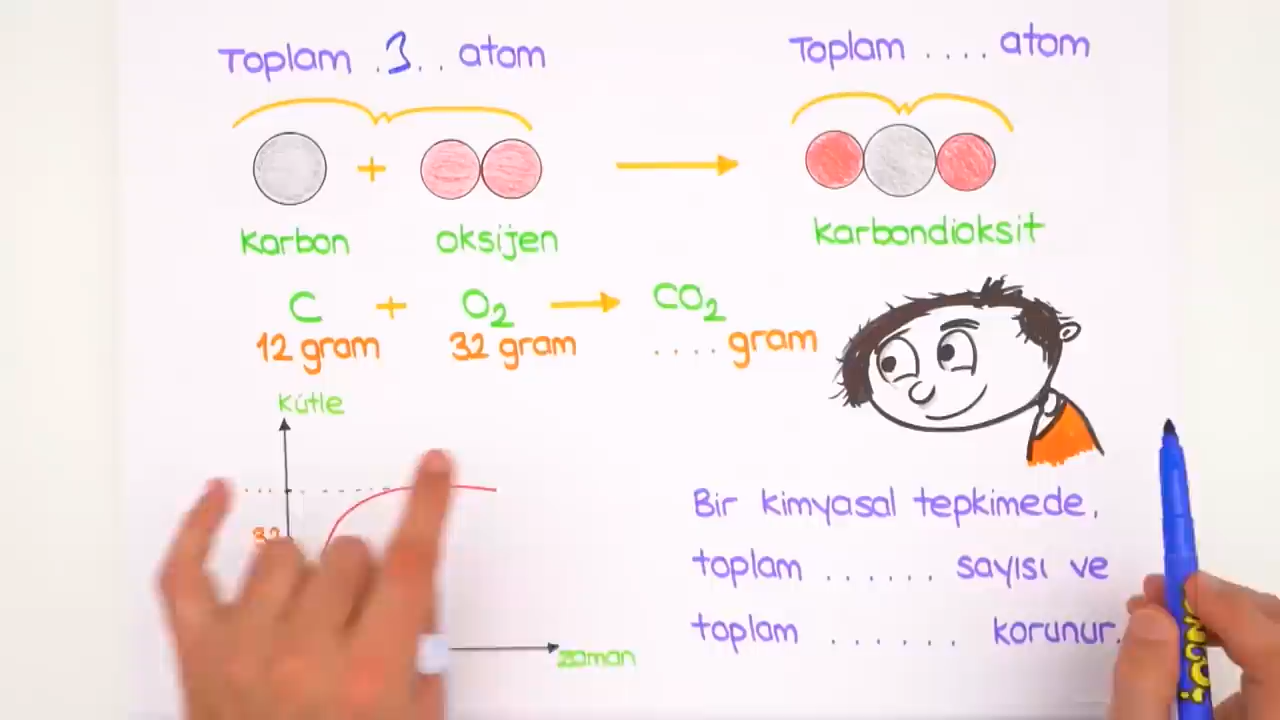 Toplam .3.. atom
Toplam .... atom
karbon + oksijen
karbondioksit
C + O2 → CO2
12 gram 32 gram .... gram
Kütle
32
zaman
Bir kimyasal tepkimede,
toplam ...... sayısı ve
toplam ....... korunur.